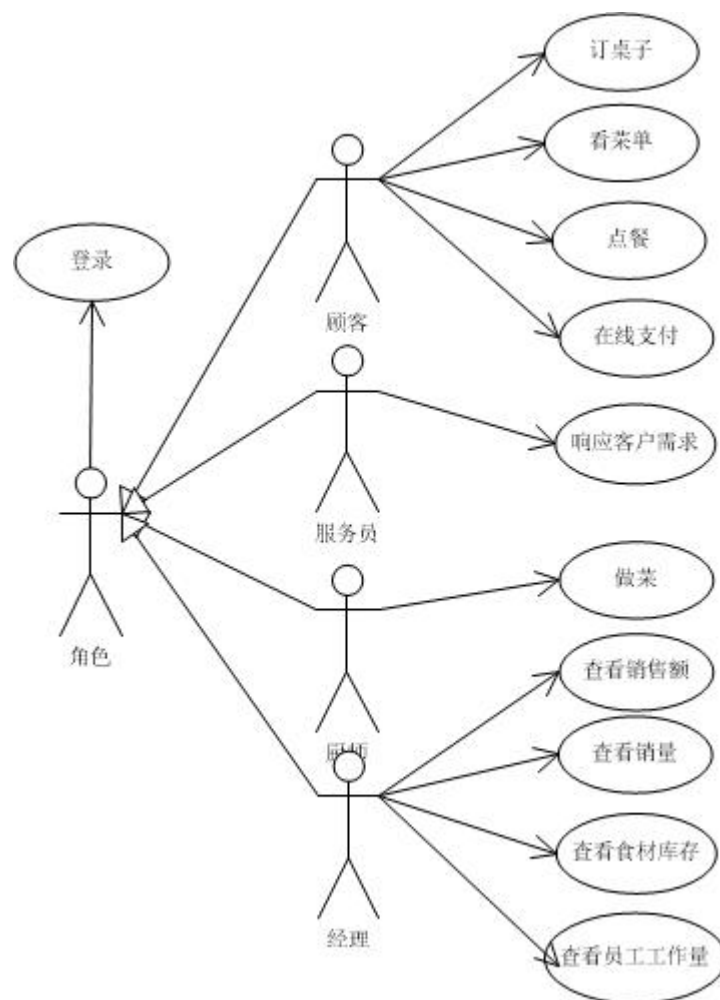 订桌子
看菜单
点餐
在线支付
登录
顾客
响应客户需求
服务员
做菜
角色
查看销售额
厨师
查看销量
查看食材库存
经理
查看员工工作量